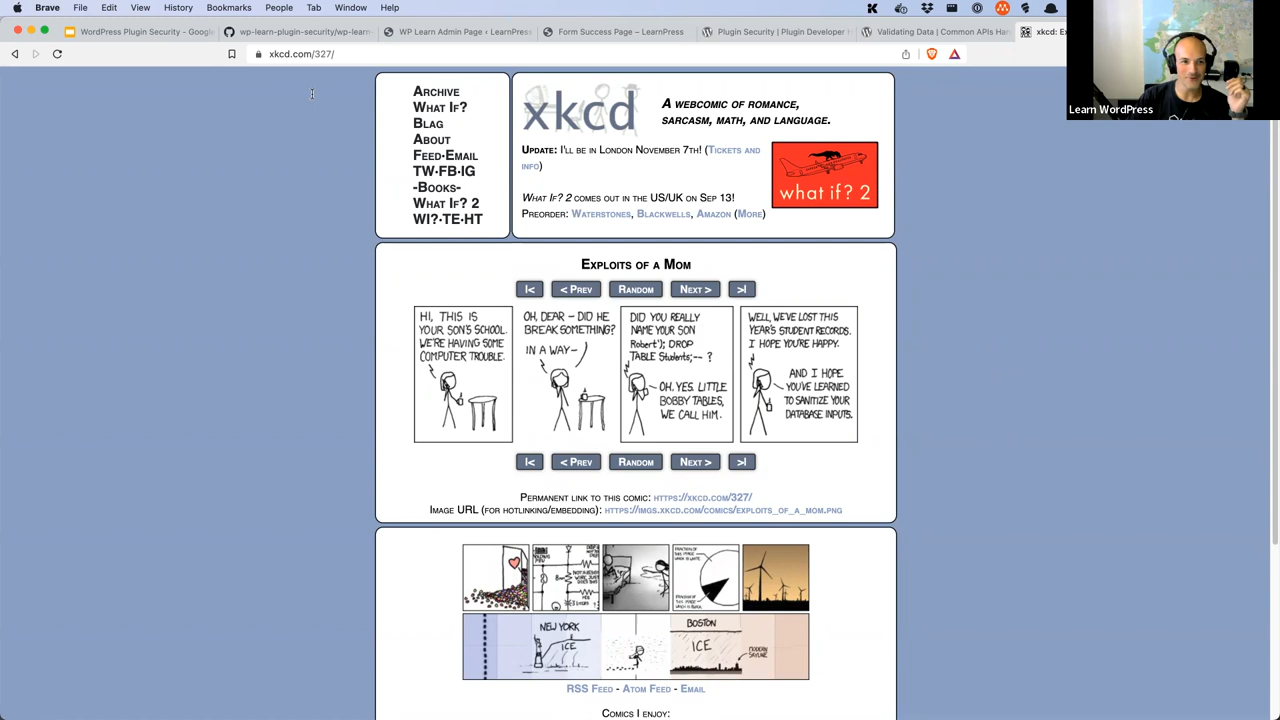 Brave File Edit View History Bookmarks People Tab Window Help
WordPress Plugin Security - Googl
wp-learn-plugin-security/wp-learn
WP Learn Admin Page ‹ LearnPress
Form Success Page – LearnPress
Plugin Security | Plugin Developer
Validating Data | Common APIs Han
xkcd: Ex
xkcd.com/327/
Learn WordPress
Archive
What If?
Blag
About
Feed•Email
TW•FB•IG
-Books-
What If? 2
WI?•TE•HT
xkcd
A webcomic of romance,
sarcasm, math, and language.
Update: I'll be in London November 7th! (Tickets and
info)
What If? 2 comes out in the US/UK on Sep 13!
Preorder: Waterstones, Blackwells, Amazon (More)
what if? 2
Exploits of a Mom
|< < Prev Random Next > >|
HI, THIS IS
YOUR SON'S SCHOOL.
WE'RE HAVING SOME
COMPUTER TROUBLE.
OH, DEAR – DID HE
BREAK SOMETHING?
IN A WAY–
DID YOU REALLY
NAME YOUR SON
Robert'); DROP
TABLE Students;-- ?
OH, YES. LITTLE
BOBBY TABLES,
WE CALL HIM.
WELL, WE'VE LOST THIS
YEAR'S STUDENT RECORDS.
I HOPE YOU'RE HAPPY.
AND I HOPE
YOU'VE LEARNED
TO SANITIZE YOUR
DATABASE INPUTS.
|< < Prev Random Next > >|
Permanent link to this comic: https://xkcd.com/327/
Image URL (for hotlinking/embedding): https://imgs.xkcd.com/comics/exploits_of_a_mom.png
NEW YORK
ICE
BOSTON
ICE
MODERN
SKYLINE
RSS Feed - Atom Feed - Email
Comics I enjoy: